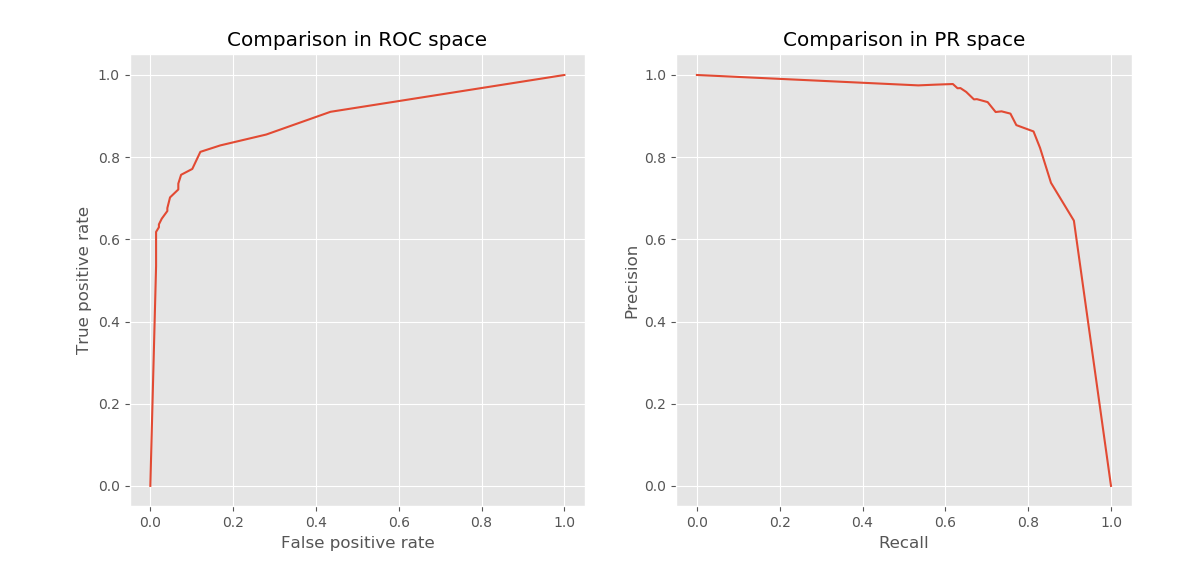 Comparison in ROC space
1.0
0.8
0.6
0.4
0.2
0.0
True positive rate
0.0 0.2 0.4 0.6 0.8 1.0
False positive rate
Comparison in PR space
1.0
0.8
0.6
0.4
0.2
0.0
Precision
0.0 0.2 0.4 0.6 0.8 1.0
Recall